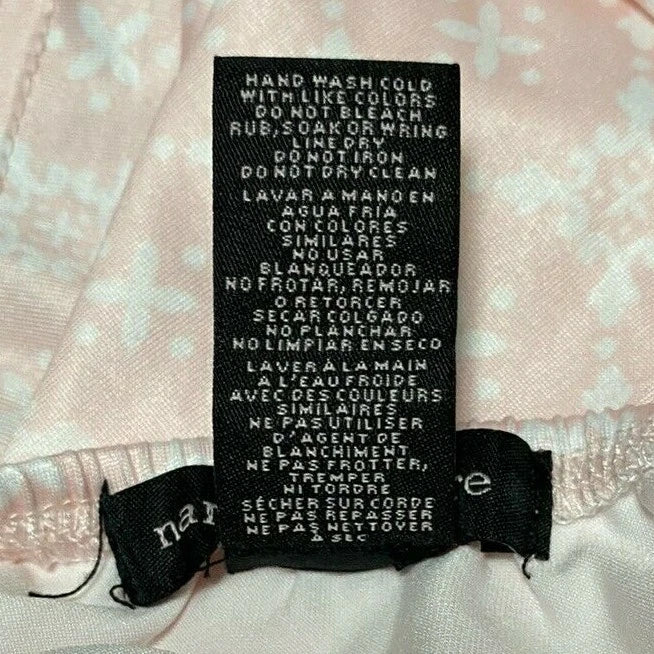 HAND WASH COLD
WITH LIKE COLORS
DO NOT BLEACH
RUB, SOAK OR WRING
LINE DRY
DO NOT IRON
DO NOT DRY CLEAN
LAVAR A MANO EN
AGUA FRIA
CON COLORES
SIMILARES
NO USAR
BLANQUEADOR
NO FROTAR, REMOJAR
O RETORCER
SECAR COLGADO
NO PLANCHAR
NO LIMPIAR EN SECO
LAVER À LA MAIN
À L'EAU FROIDE
AVEC DES COULEURS
SIMILAIRES
NE PAS UTILISER
D'AGENT DE
BLANCHIMENT
NE PAS FROTTER,
TREMPER
NI TORDRE
SÉCHER SUR CORDE
NE PAS REPASSER
NE PAS NETTOYER
À SEC